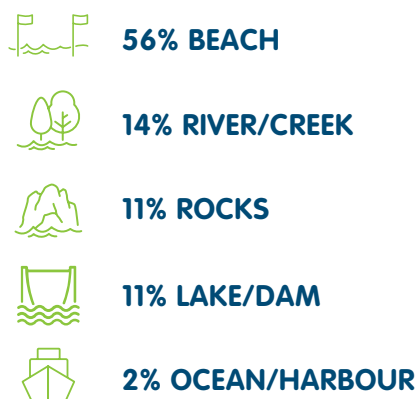 56% BEACH
14% RIVER/CREEK
11% ROCKS
11% LAKE/DAM
2% OCEAN/HARBOUR